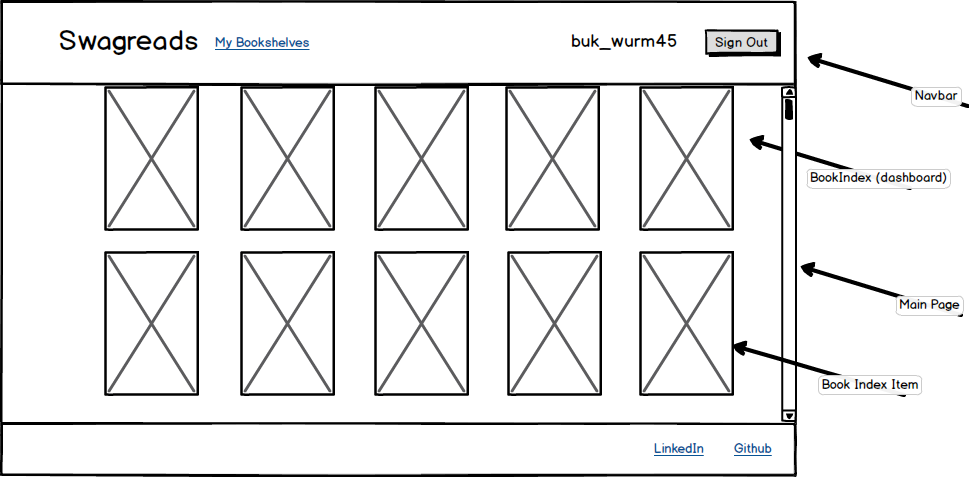 Swagreads My Bookshelves buk_wurm45 Sign Out
Navbar
BookIndex (dashboard)
Main Page
Book Index Item
LinkedIn Github